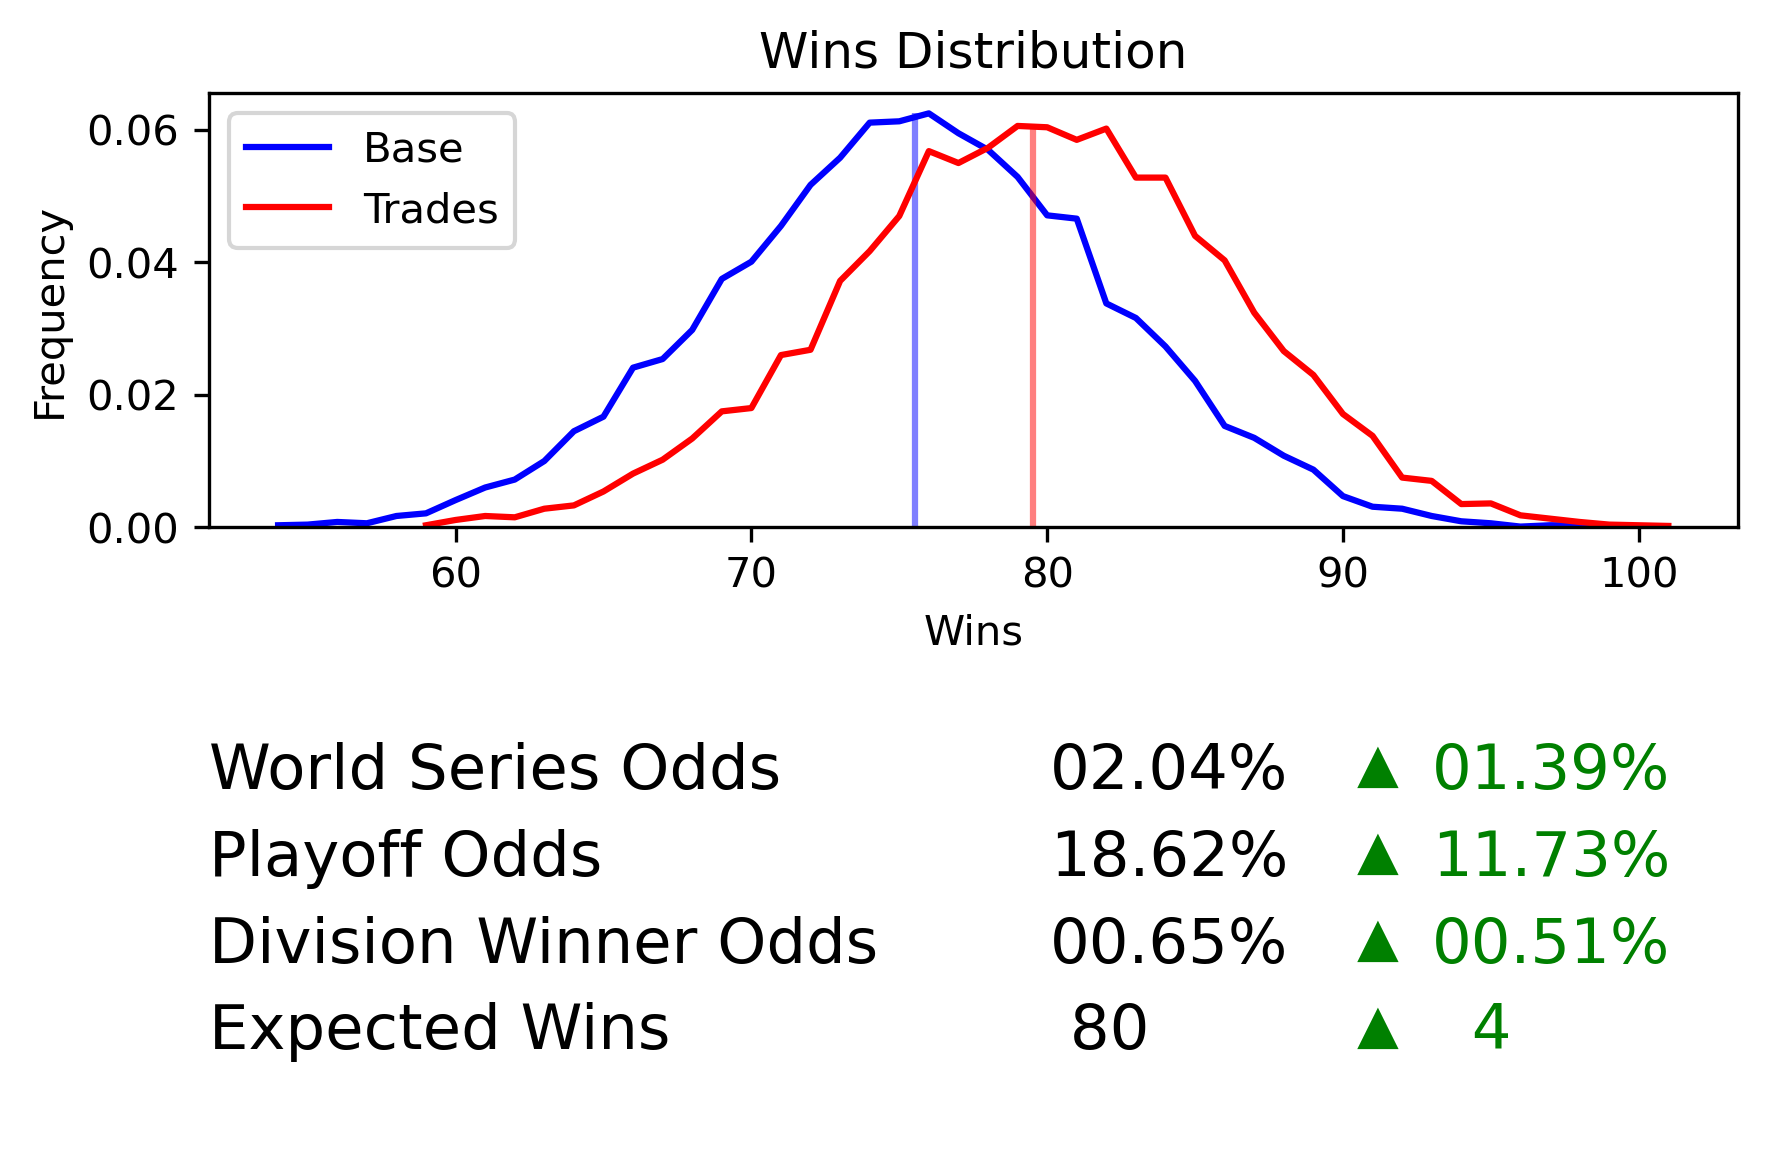 Wins Distribution
Base
Trades
Frequency
0.06
0.04
0.02
0.00
60 70 80 90 100
Wins
World Series Odds 02.04% ▲ 01.39%
Playoff Odds 18.62% ▲ 11.73%
Division Winner Odds 00.65% ▲ 00.51%
Expected Wins 80 ▲ 4